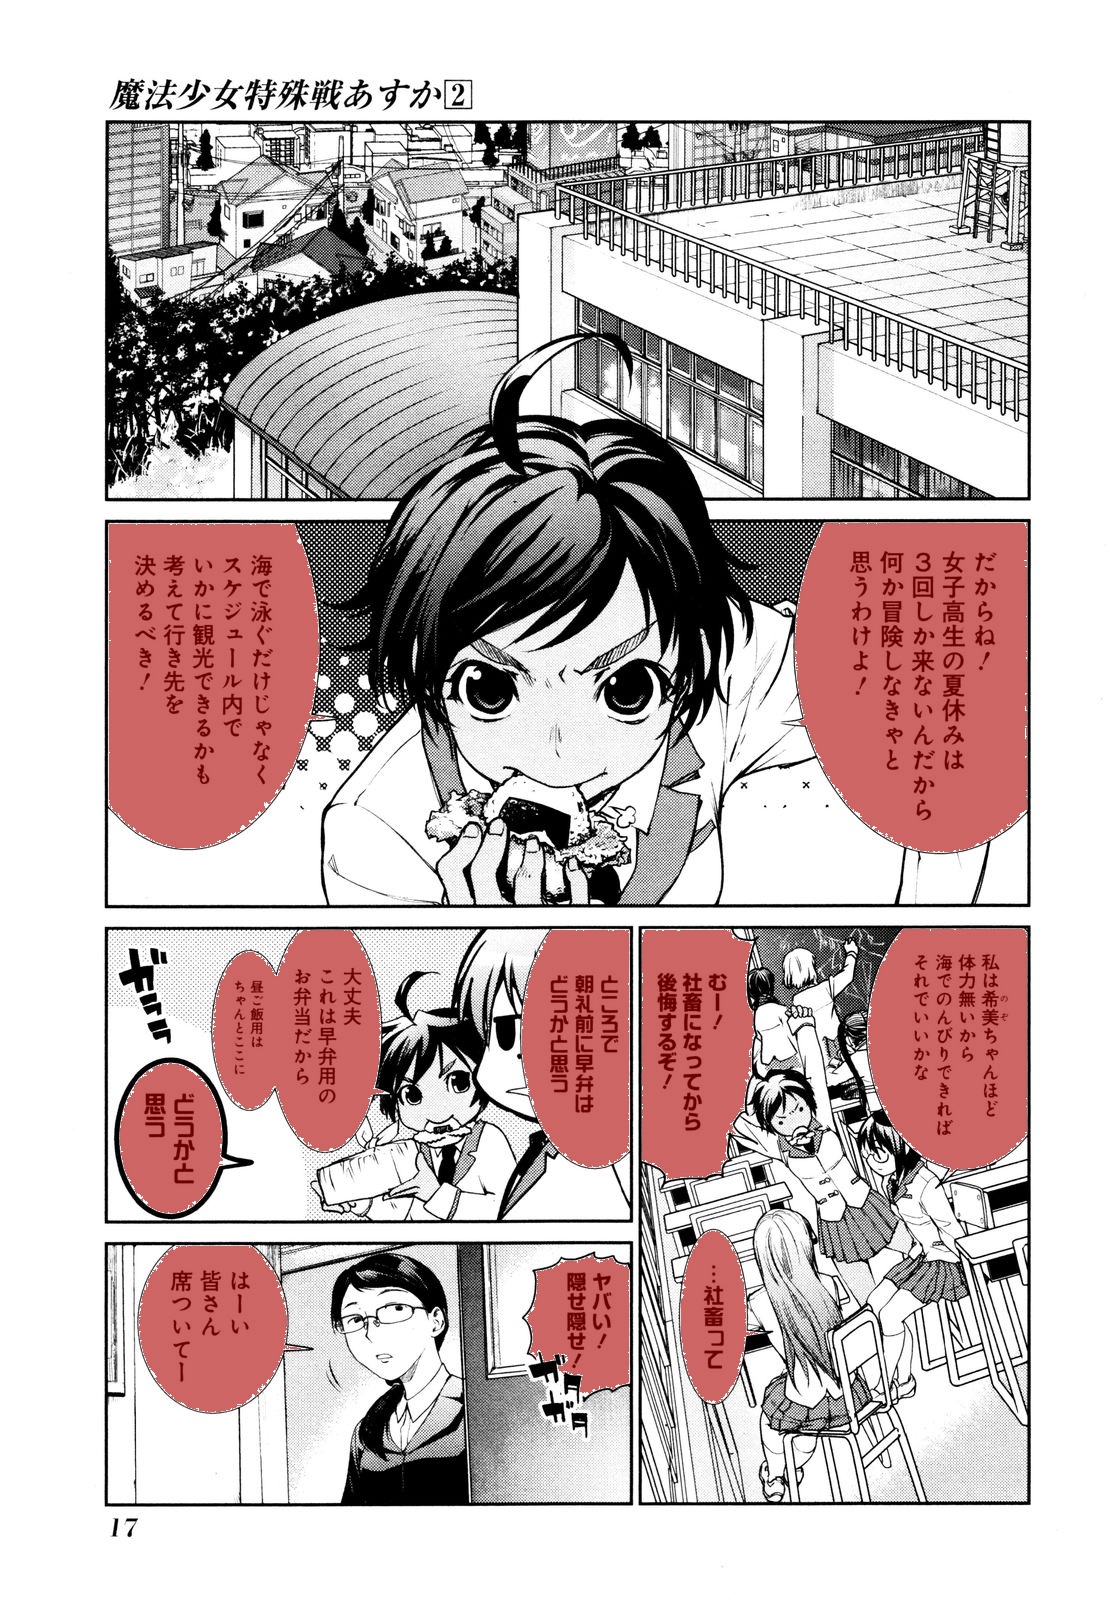 魔法少女特殊戦あすか2
だからね!
女子高生の夏休みは
3回しか来ないんだから
何か冒険しなきゃと
思うわけよ!
海で泳ぐだけじゃなく
スケジュール内で
いかに観光できるかも
考えて行き先を
決めるべき!
私は希美ちゃんほど
のぞ
体力無いから
海でのんびりできれば
それでいいかな
むー!
社畜になってから
後悔するぞ!
…社畜って
ところで
朝礼前に早弁は
どうかと思う
大丈夫
これは早弁用の
お弁当だから
昼ご飯用は
ちゃんとここに
ガラッ
どうかと
思う
ヤバい!
隠せ隠せ!
ガタ
ガタ
はーい
皆さん
席ついてー
17